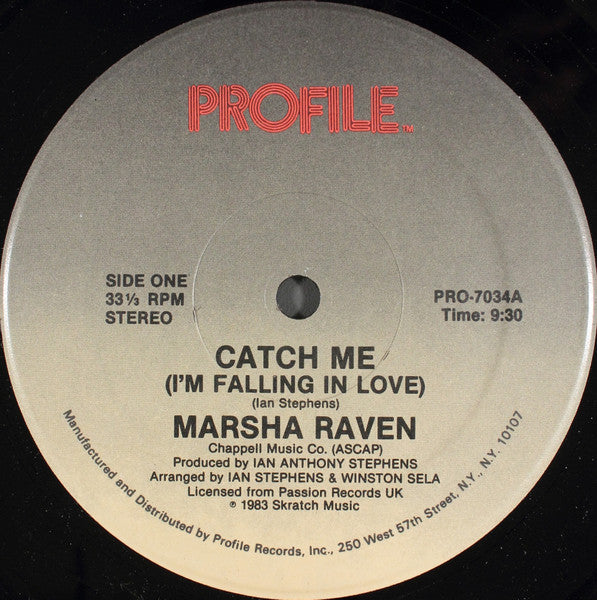 PROFILE™
SIDE ONE
33⅓ RPM
STEREO
PRO-7034A
Time: 9:30
CATCH ME
(I'M FALLING IN LOVE)
(Ian Stephens)
MARSHA RAVEN
Chappell Music Co. (ASCAP)
Produced by IAN ANTHONY STEPHENS
Arranged by IAN STEPHENS & WINSTON SELA
Licensed from Passion Records UK
℗ 1983 Skratch Music
Manufactured and Distributed by Profile Records, Inc., 250 West 57th Street, N.Y., N.Y. 10107